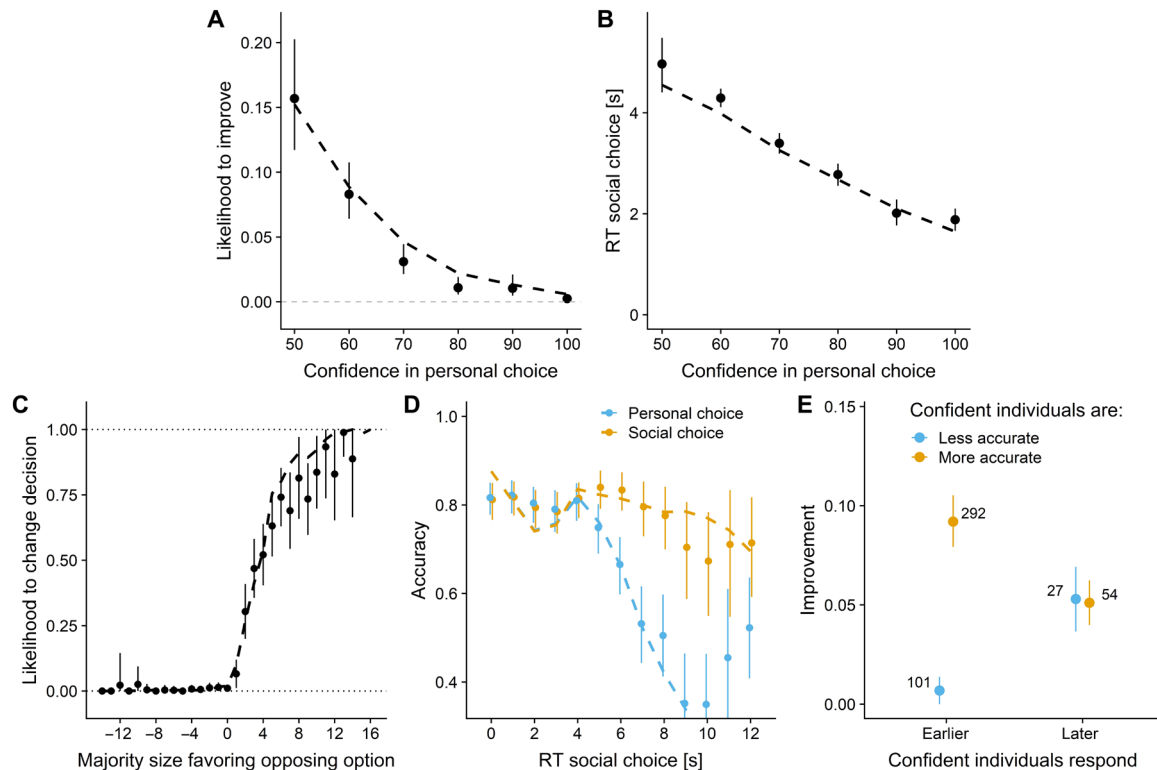 A
Likelihood to improve
0.20
0.15
0.10
0.05
0.00
50 60 70 80 90 100
Confidence in personal choice
B
RT social choice [s]
4
2
0
50 60 70 80 90 100
Confidence in personal choice
C
Likelihood to change decision
1.00
0.75
0.50
0.25
0.00
−12 −8 −4 0 4 8 12 16
Majority size favoring opposing option
D
Personal choice
Social choice
Accuracy
1.0
0.8
0.6
0.4
0 2 4 6 8 10 12
RT social choice [s]
E
Confident individuals are:
Less accurate
More accurate
Improvement
0.15
0.10
0.05
0.00
292
27
54
101
Earlier Later
Confident individuals respond